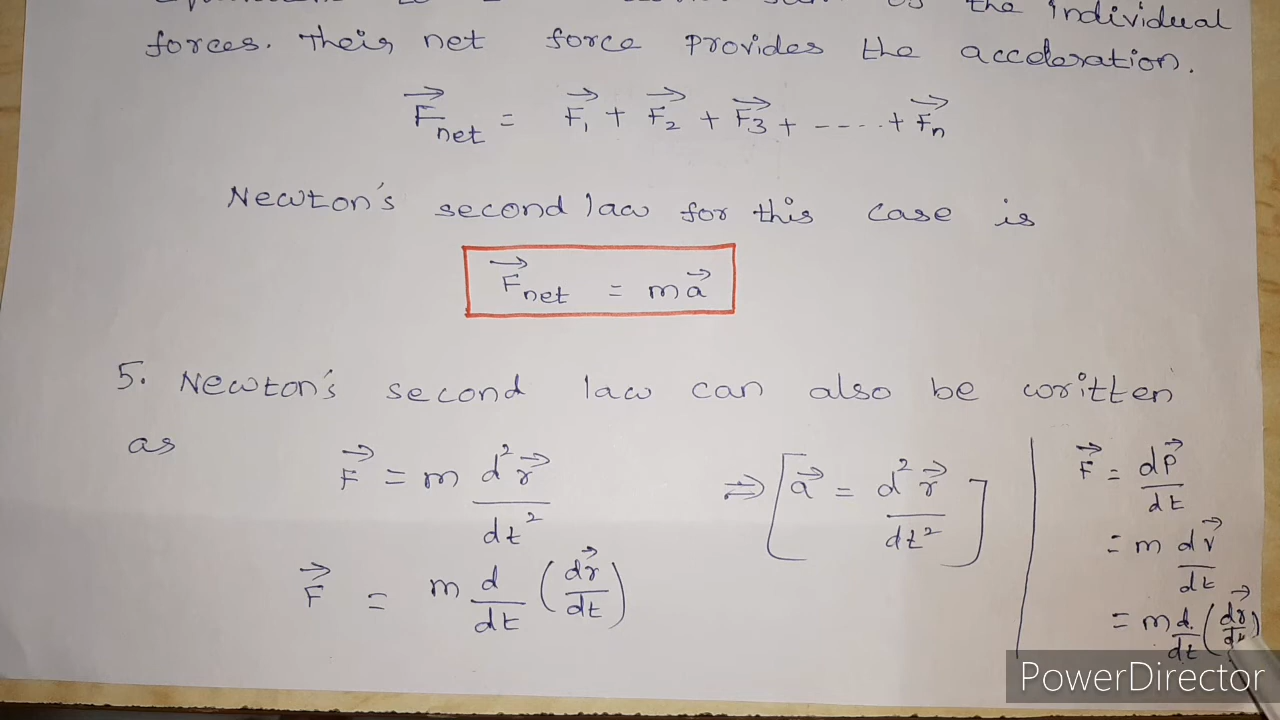 the individual
forces. Their net force provides the acceleration.
F⃗net = F⃗1 + F⃗2 + F⃗3 + ----- + F⃗n
Newton's second law for this case is
F⃗net = ma⃗
5. Newton's second law can also be written
as
F⃗ = m d²r⃗/dt² ⇒ [a⃗ = d²r⃗/dt²]
F⃗ = m d/dt (dr⃗/dt)
F⃗ = dP⃗/dt
= m dv⃗/dt
= m d/dt (dr⃗/dt)
PowerDirector